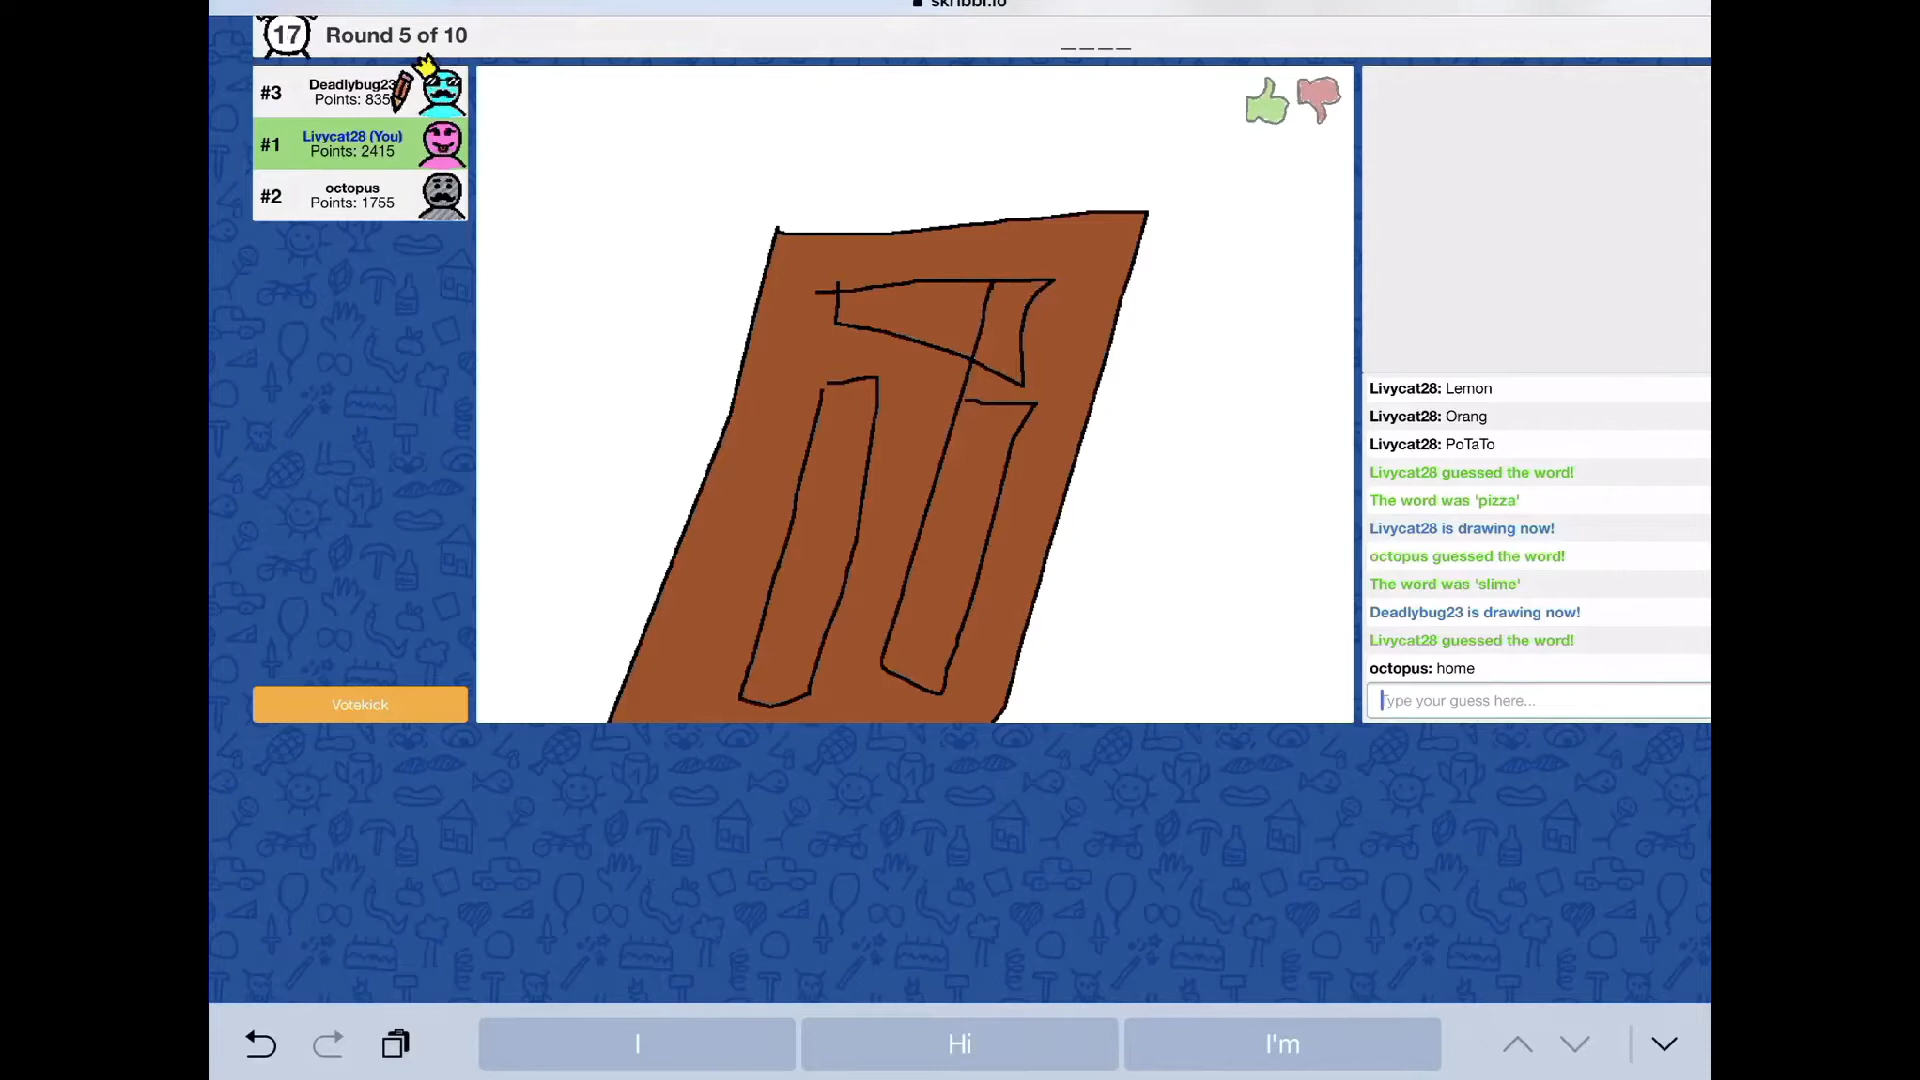 skribbl.io
17
Round 5 of 10
_ _ _ _
#3
Deadlybug23
Points: 835
#1
Livycat28 (You)
Points: 2415
#2
octopus
Points: 1755
Votekick
Livycat28: Lemon
Livycat28: Orang
Livycat28: PoTaTo
Livycat28 guessed the word!
The word was 'pizza'
Livycat28 is drawing now!
octopus guessed the word!
The word was 'slime'
Deadlybug23 is drawing now!
Livycat28 guessed the word!
octopus: home
Type your guess here...
I
Hi
I'm